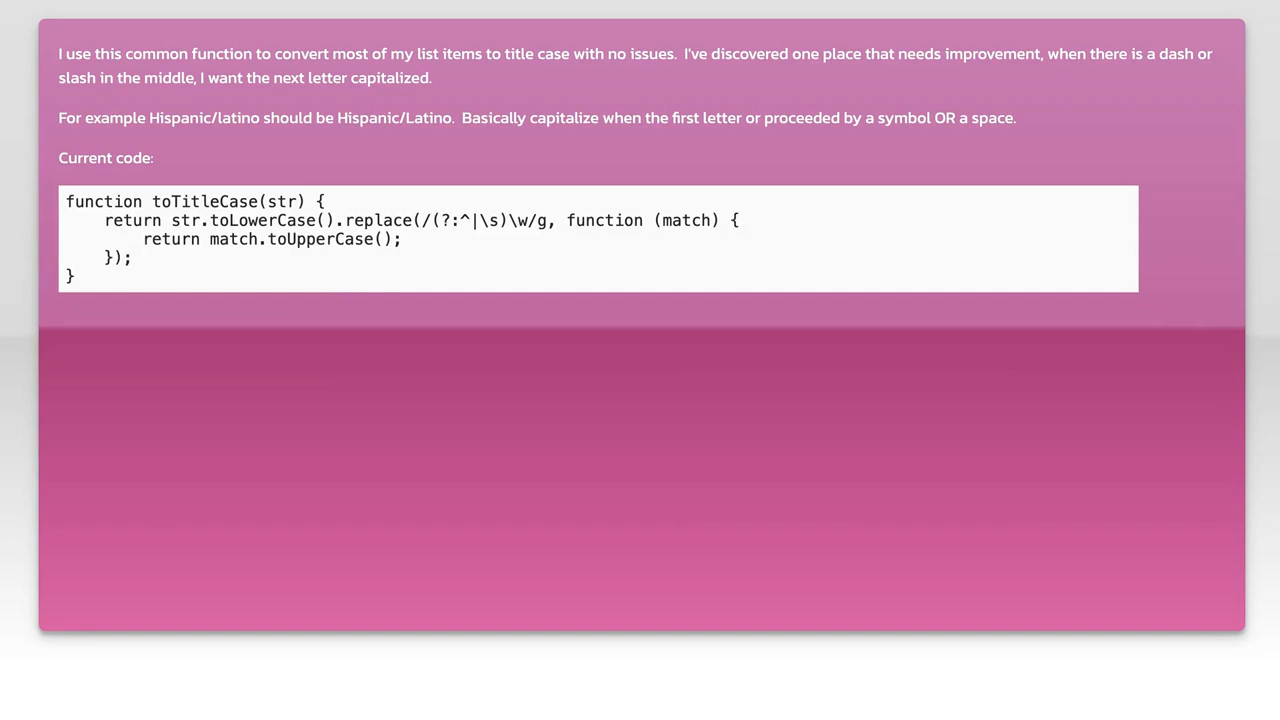 I use this common function to convert most of my list items to title case with no issues.  I've discovered one place that needs improvement, when there is a dash or
slash in the middle, I want the next letter capitalized.
For example Hispanic/latino should be Hispanic/Latino.  Basically capitalize when the first letter or proceeded by a symbol OR a space.
Current code:
function toTitleCase(str) {
    return str.toLowerCase().replace(/(?:^|\s)\w/g, function (match) {
        return match.toUpperCase();
    });
}